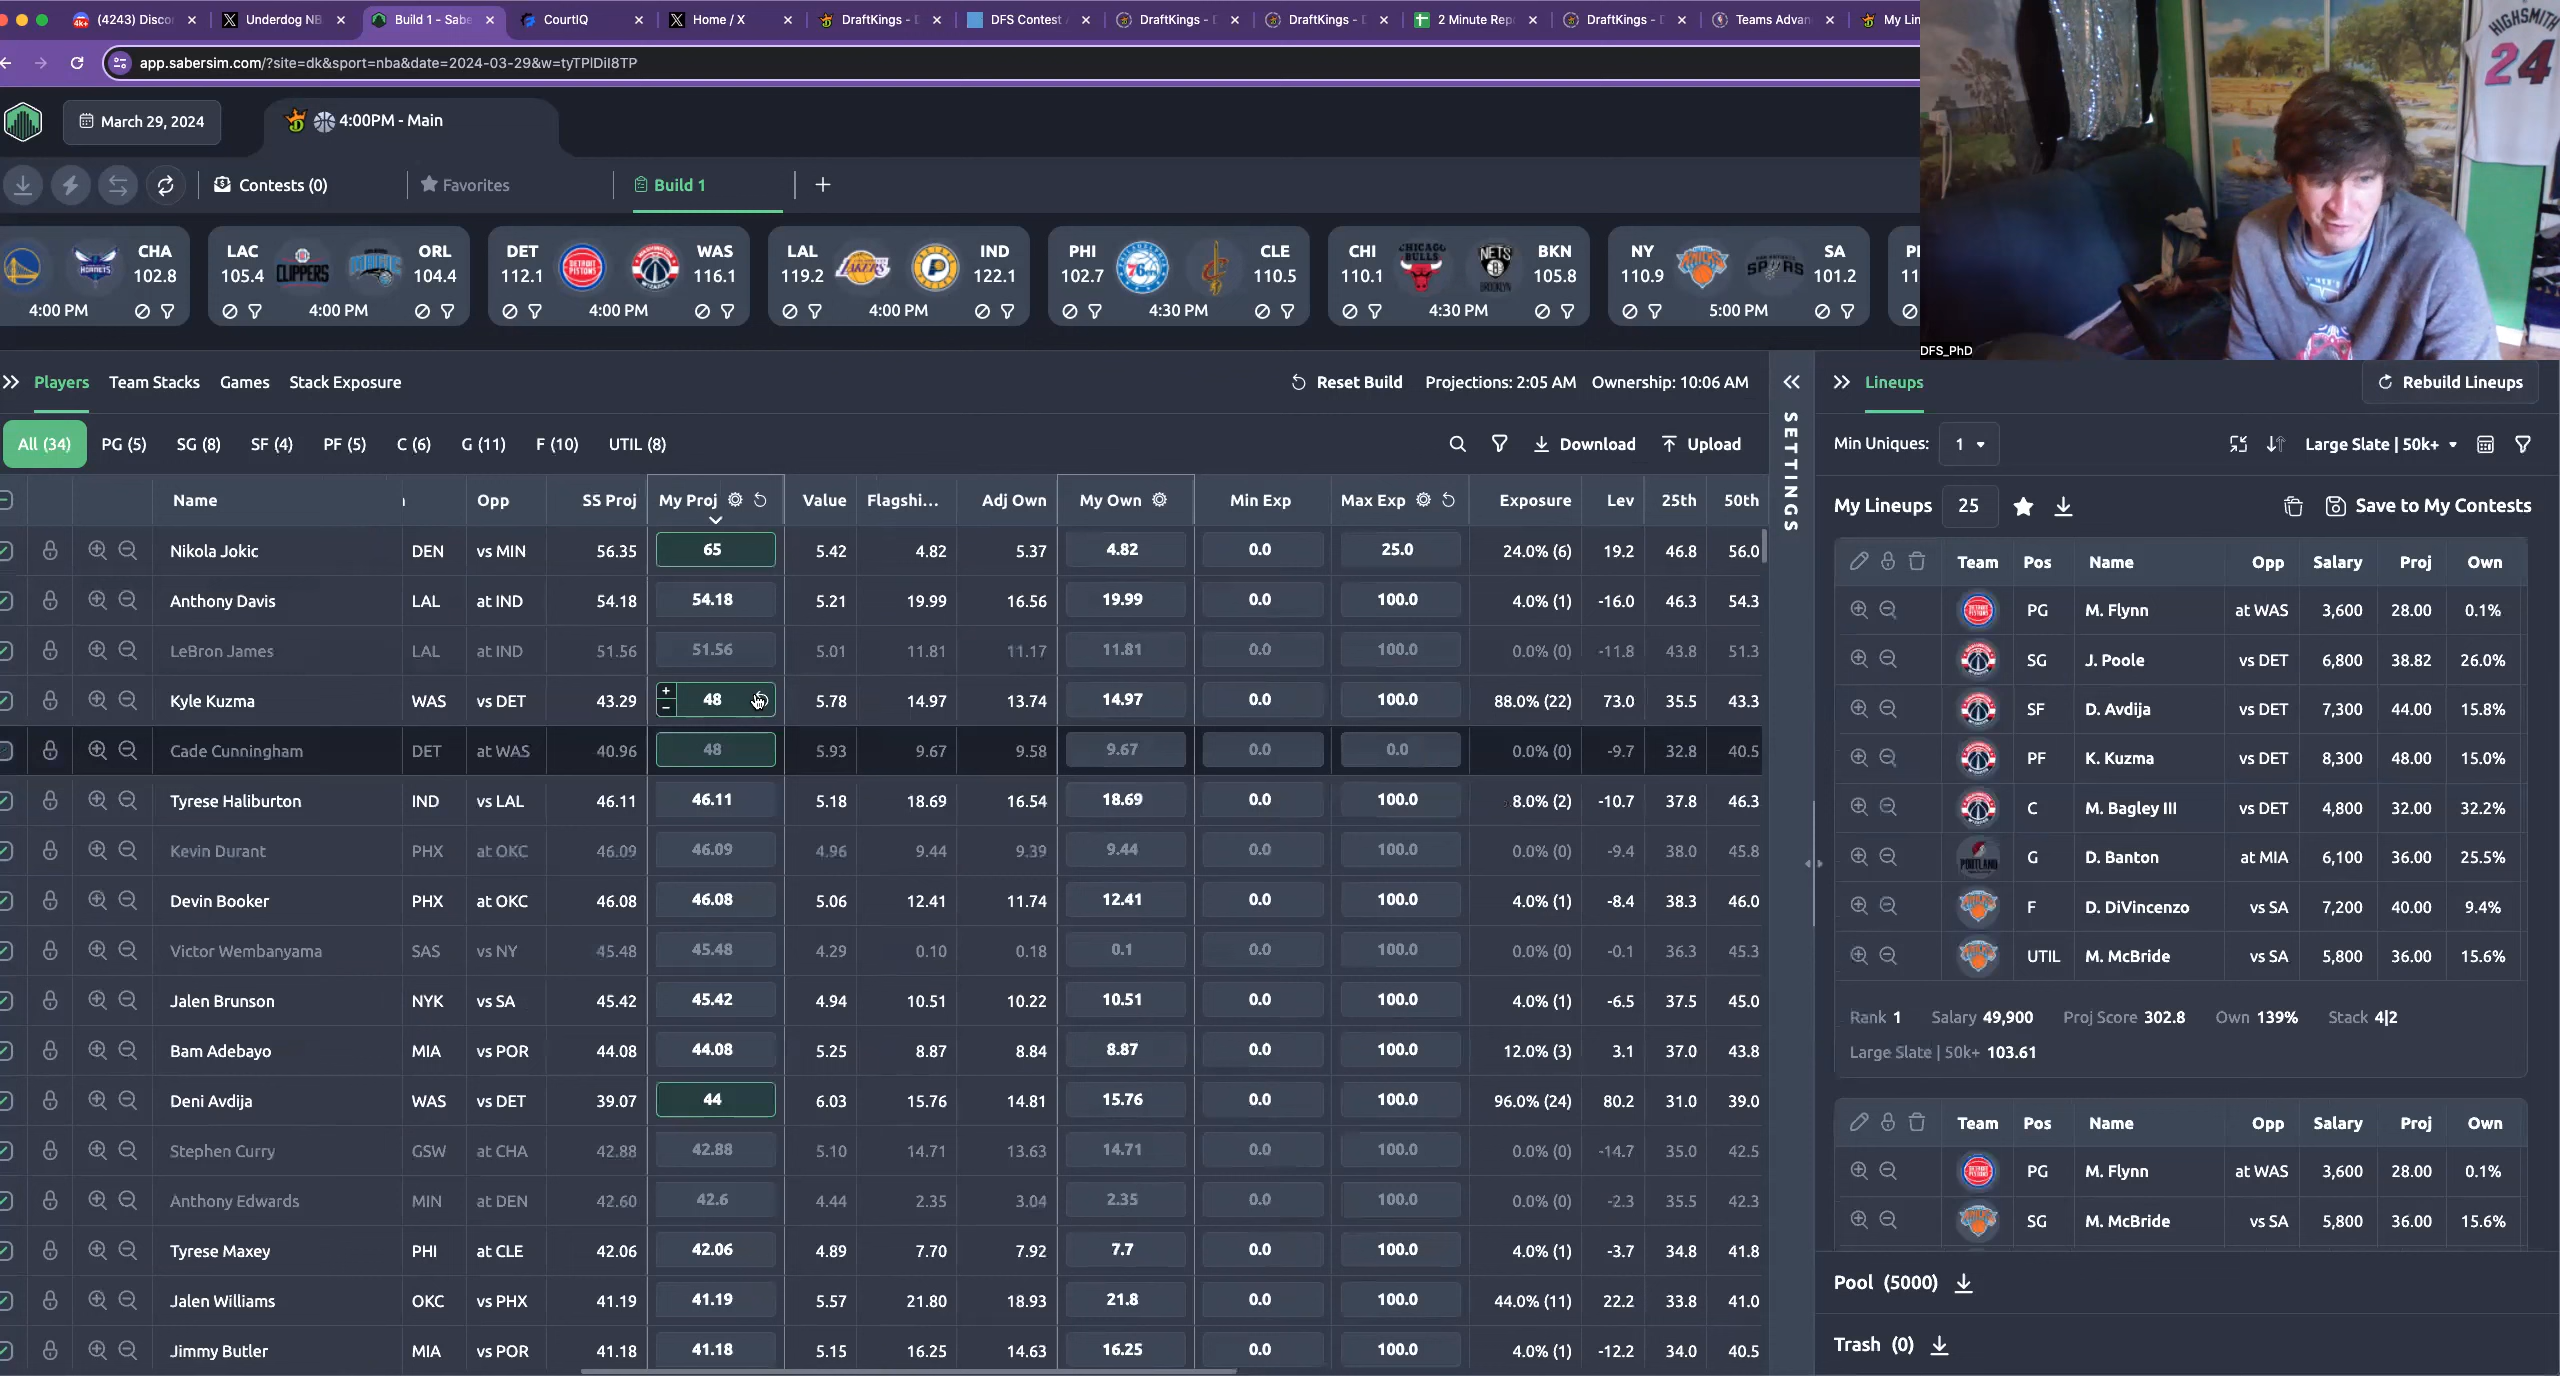 (4243) Disco
Underdog NB
Build 1 - Sabe
CourtIQ
Home / X
DraftKings - D
DFS Contest
DraftKings - D
DraftKings - D
2 Minute Rep
DraftKings - D
Teams Advan
My Lin
app.sabersim.com/?site=dk&sport=nba&date=2024-03-29&w=tyTPlDiI8TP
HIGHSMITH
24
DFS_PhD
March 29, 2024
4:00PM - Main
Contests (0)
Favorites
Build 1
+
CHA
102.8
4:00 PM
LAC
105.4
CLIPPERS
ORL
104.4
4:00 PM
DET
112.1
WAS
116.1
4:00 PM
LAL
119.2
IND
122.1
4:00 PM
PHI
102.7
CLE
110.5
4:30 PM
CHI
110.1
BKN
105.8
4:30 PM
NY
110.9
SA
101.2
5:00 PM
11
Players Team Stacks Games Stack Exposure
Reset Build Projections: 2:05 AM Ownership: 10:06 AM
SETTINGS
Lineups
Rebuild Lineups
All (34) PG (5) SG (8) SF (4) PF (5) C (6) G (11) F (10) UTIL (8)
Download Upload
Min Uniques: 1
Large Slate | 50k+
Name Opp SS Proj My Proj Value Flagshi... Adj Own My Own Min Exp Max Exp Exposure Lev 25th 50th
Nikola Jokic DEN vs MIN 56.35 65 5.42 4.82 5.37 4.82 0.0 25.0 24.0% (6) 19.2 46.8 56.0
Anthony Davis LAL at IND 54.18 54.18 5.21 19.99 16.56 19.99 0.0 100.0 4.0% (1) -16.0 46.3 54.3
LeBron James LAL at IND 51.56 51.56 5.01 11.81 11.17 11.81 0.0 100.0 0.0% (0) -11.8 43.8 51.3
Kyle Kuzma WAS vs DET 43.29 48 5.78 14.97 13.74 14.97 0.0 100.0 88.0% (22) 73.0 35.5 43.3
Cade Cunningham DET at WAS 40.96 48 5.93 9.67 9.58 9.67 0.0 0.0 0.0% (0) -9.7 32.8 40.5
Tyrese Haliburton IND vs LAL 46.11 46.11 5.18 18.69 16.54 18.69 0.0 100.0 8.0% (2) -10.7 37.8 46.3
Kevin Durant PHX at OKC 46.09 46.09 4.96 9.44 9.39 9.44 0.0 100.0 0.0% (0) -9.4 38.0 45.8
Devin Booker PHX at OKC 46.08 46.08 5.06 12.41 11.74 12.41 0.0 100.0 4.0% (1) -8.4 38.3 46.0
Victor Wembanyama SAS vs NY 45.48 45.48 4.29 0.10 0.18 0.1 0.0 100.0 0.0% (0) -0.1 36.3 45.3
Jalen Brunson NYK vs SA 45.42 45.42 4.94 10.51 10.22 10.51 0.0 100.0 4.0% (1) -6.5 37.5 45.0
Bam Adebayo MIA vs POR 44.08 44.08 5.25 8.87 8.84 8.87 0.0 100.0 12.0% (3) 3.1 37.0 43.8
Deni Avdija WAS vs DET 39.07 44 6.03 15.76 14.81 15.76 0.0 100.0 96.0% (24) 80.2 31.0 39.0
Stephen Curry GSW at CHA 42.88 42.88 5.10 14.71 13.63 14.71 0.0 100.0 0.0% (0) -14.7 35.0 42.5
Anthony Edwards MIN at DEN 42.60 42.6 4.44 2.35 3.04 2.35 0.0 100.0 0.0% (0) -2.3 35.5 42.3
Tyrese Maxey PHI at CLE 42.06 42.06 4.89 7.70 7.92 7.7 0.0 100.0 4.0% (1) -3.7 34.8 41.8
Jalen Williams OKC vs PHX 41.19 41.19 5.57 21.80 18.93 21.8 0.0 100.0 44.0% (11) 22.2 33.8 41.0
Jimmy Butler MIA vs POR 41.18 41.18 5.15 16.25 14.63 16.25 0.0 100.0 4.0% (1) -12.2 34.0 40.5
My Lineups 25
Save to My Contests
Team Pos Name Opp Salary Proj Own
PG M. Flynn at WAS 3,600 28.00 0.1%
SG J. Poole vs DET 6,800 38.82 26.0%
SF D. Avdija vs DET 7,300 44.00 15.8%
PF K. Kuzma vs DET 8,300 48.00 15.0%
C M. Bagley III vs DET 4,800 32.00 32.2%
G D. Banton at MIA 6,100 36.00 25.5%
F D. DiVincenzo vs SA 7,200 40.00 9.4%
UTIL M. McBride vs SA 5,800 36.00 15.6%
Rank 1 Salary 49,900 Proj Score 302.8 Own 139% Stack 4|2
Large Slate | 50k+ 103.61
Team Pos Name Opp Salary Proj Own
PG M. Flynn at WAS 3,600 28.00 0.1%
SG M. McBride vs SA 5,800 36.00 15.6%
Pool (5000)
Trash (0)